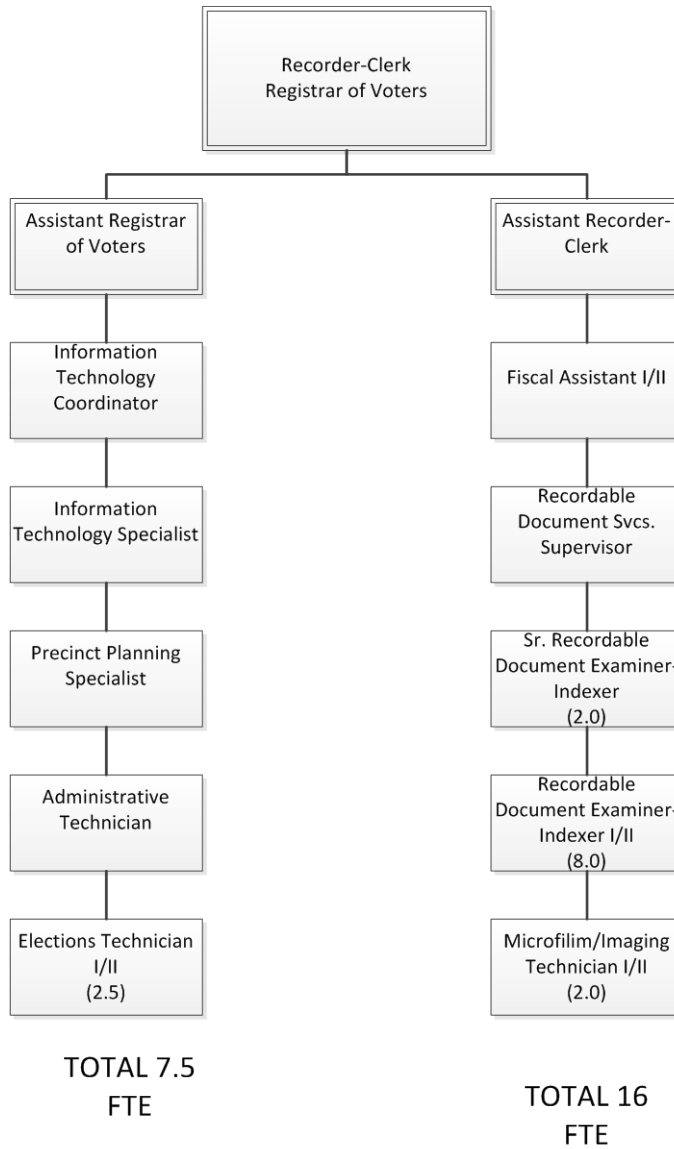 Recorder-Clerk
Registrar of Voters
Assistant Registrar
of Voters
Information
Technology
Coordinator
Information
Technology Specialist
Precinct Planning
Specialist
Administrative
Technician
Elections Technician
I/II
(2.5)
TOTAL 7.5
FTE
Assistant Recorder-
Clerk
Fiscal Assistant I/II
Recordable
Document Svcs.
Supervisor
Sr. Recordable
Document Examiner-
Indexer
(2.0)
Recordable
Document Examiner-
Indexer I/II
(8.0)
Microfilim/Imaging
Technician I/II
(2.0)
TOTAL 16
FTE